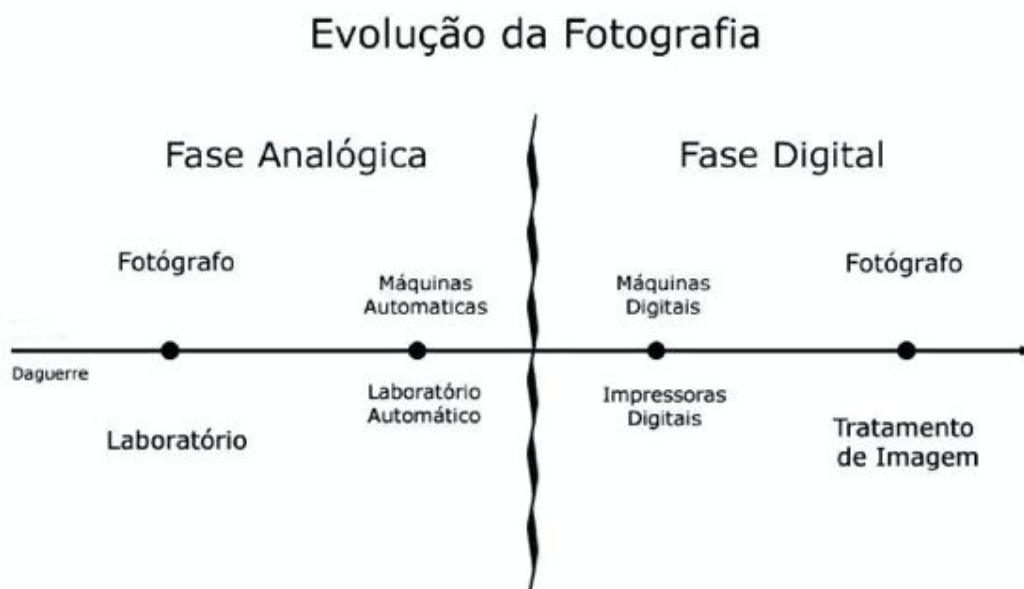 Evolução da Fotografia
Fase Analógica
Fase Digital
Fotógrafo
Máquinas
Automaticas
Máquinas
Digitais
Fotógrafo
Daguerre
Laboratório
Laboratório
Automático
Impressoras
Digitais
Tratamento
de Imagem